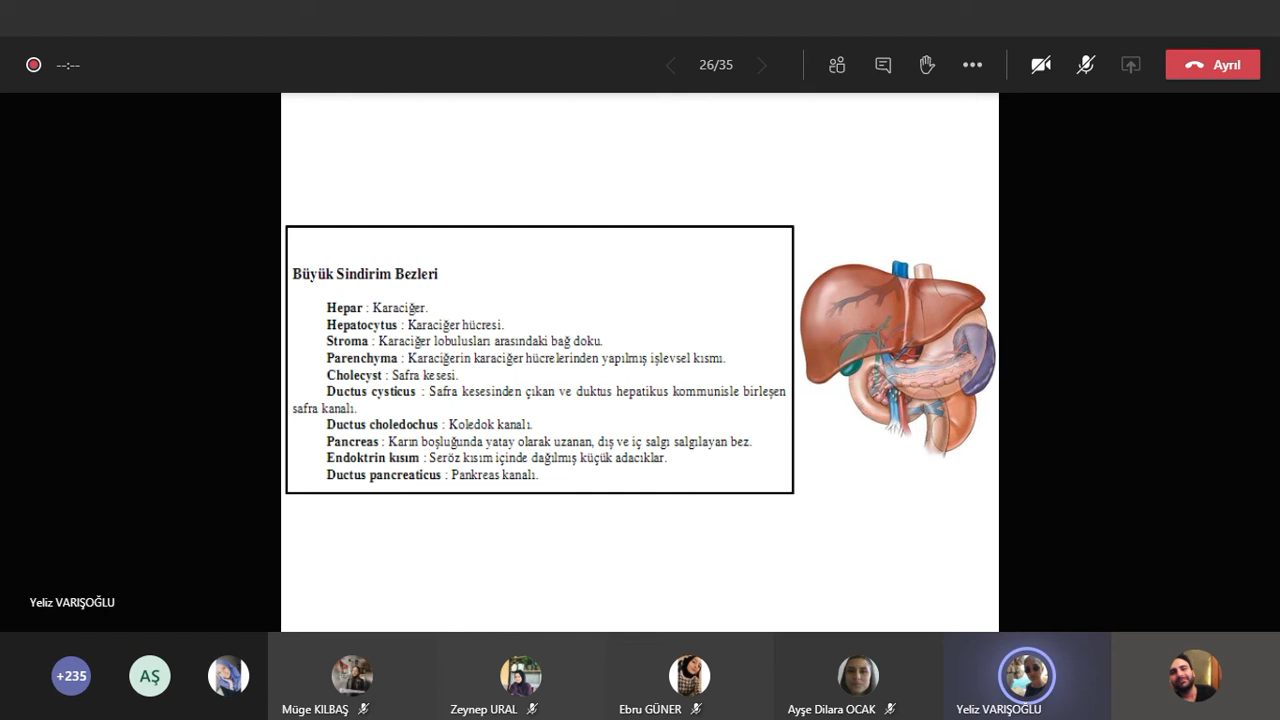 --:--
26/35
Ayrıl
Büyük Sindirim Bezleri
Hepar : Karaciğer.
Hepatocytus : Karaciğer hücresi.
Stroma : Karaciğer lobulusları arasındaki bağ doku.
Parenchyma : Karaciğerin karaciğer hücrelerinden yapılmış işlevsel kısmı.
Cholecyst : Safra kesesi.
Ductus cysticus : Safra kesesinden çıkan ve duktus hepatikus kommunisle birleşen
safra kanalı.
Ductus choledochus : Koledok kanalı.
Pancreas : Karın boşluğunda yatay olarak uzanan, dış ve iç salgı salgılayan bez.
Endoktrin kısım : Seröz kısım içinde dağılmış küçük adacıklar.
Ductus pancreaticus : Pankreas kanalı.
Yeliz VARIŞOĞLU
+235
AŞ
Müge KILBAŞ
Zeynep URAL
Ebru GÜNER
Ayşe Dilara OCAK
Yeliz VARIŞOĞLU